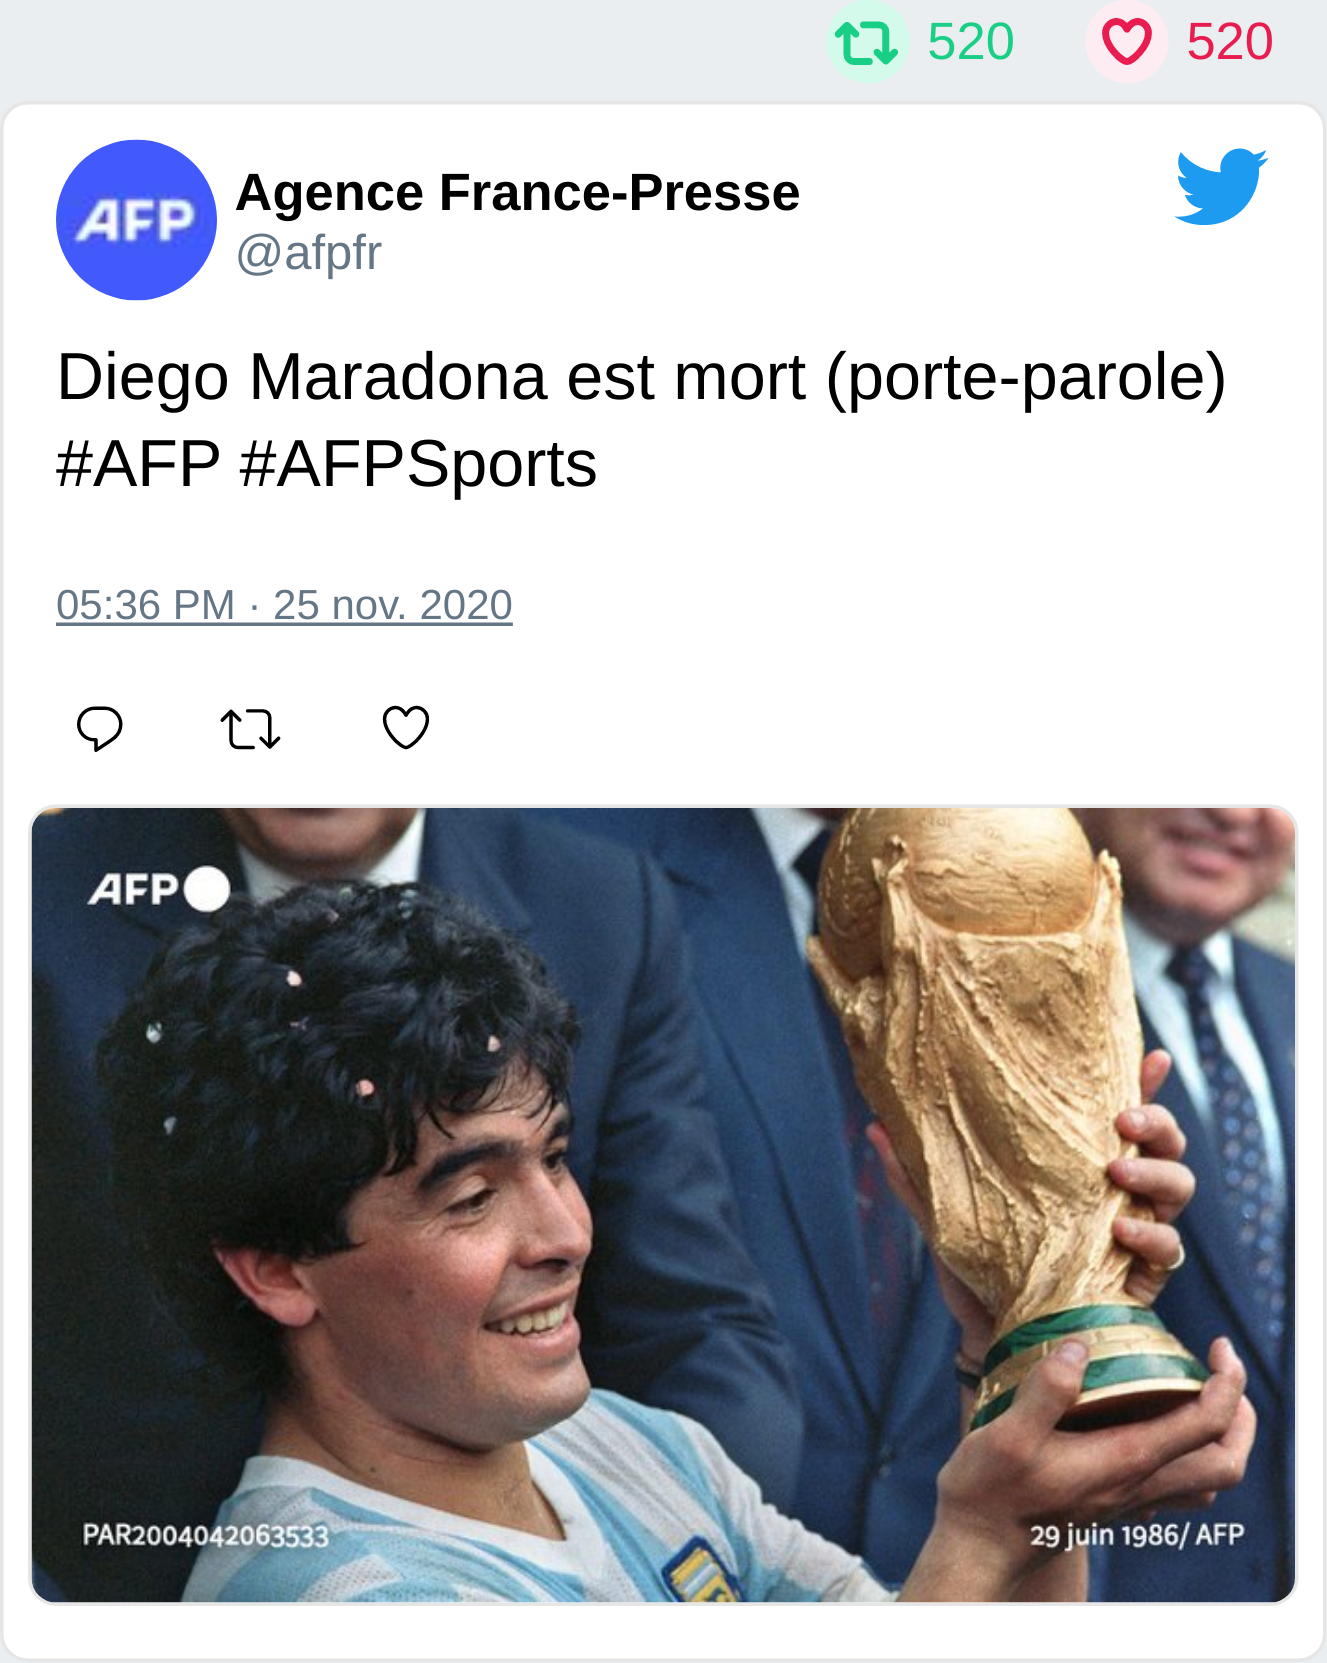 520 520
AFP
Agence France-Presse
@afpfr
Diego Maradona est mort (porte-parole)
#AFP #AFPSports
05:36 PM · 25 nov. 2020
AFP
PAR2004042063533 29 juin 1986/ AFP